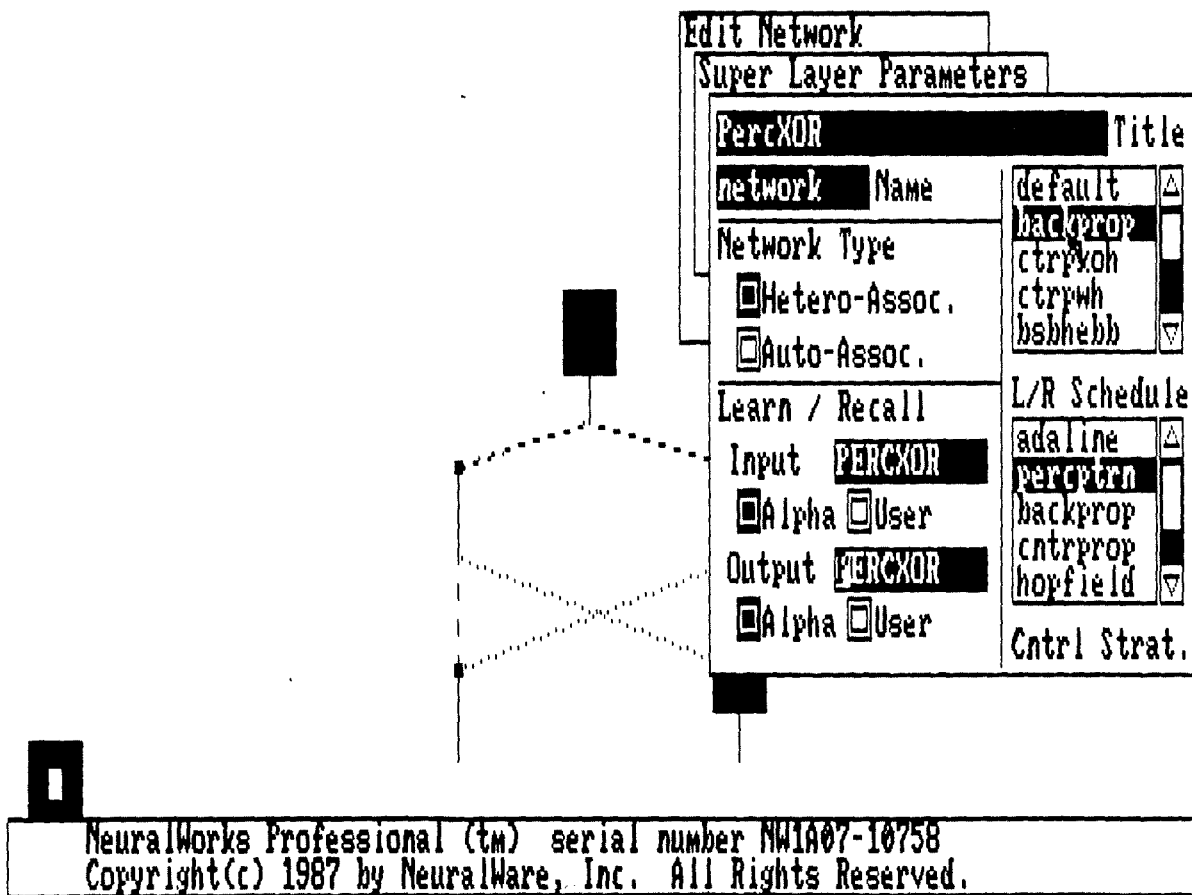 Edit Network
Super Layer Parameters
PercXOR Title
network Name
Network Type
Hetero-Assoc.
Auto-Assoc.
Learn / Recall
Input PERCXOR
Alpha User
Output PERCXOR
Alpha User
default
backprop
ctrpkoh
ctrpwh
bsbhebb
L/R Schedule
adaline
percptrn
backprop
cntrprop
hopfield
Cntrl Strat.
NeuralWorks Professional (tm) serial number NW1A07-10758
Copyright(c) 1987 by NeuralWare, Inc. All Rights Reserved.